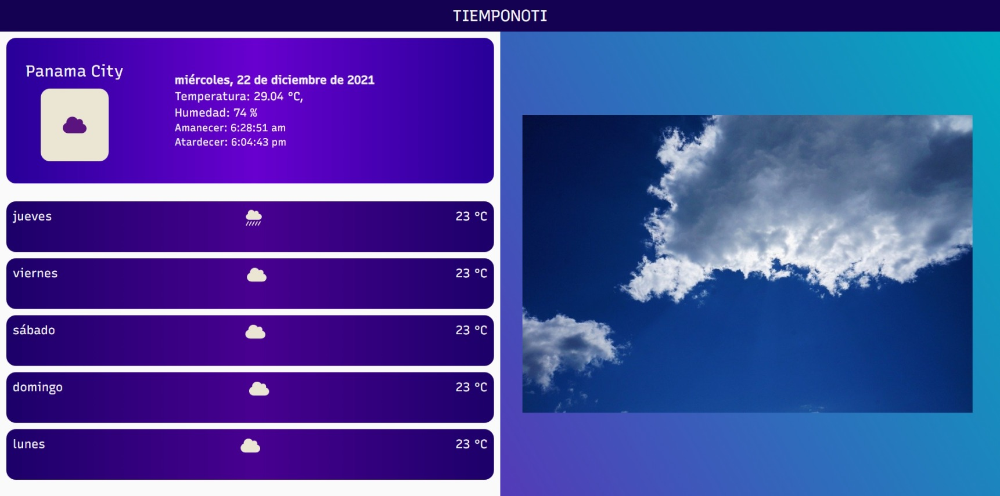 TIEMPONOTI
Panama City
miércoles, 22 de diciembre de 2021
Temperatura: 29.04 °C,
Humedad: 74 %
Amanecer: 6:28:51 am
Atardecer: 6:04:43 pm
jueves 23 °C
viernes 23 °C
sábado 23 °C
domingo 23 °C
lunes 23 °C